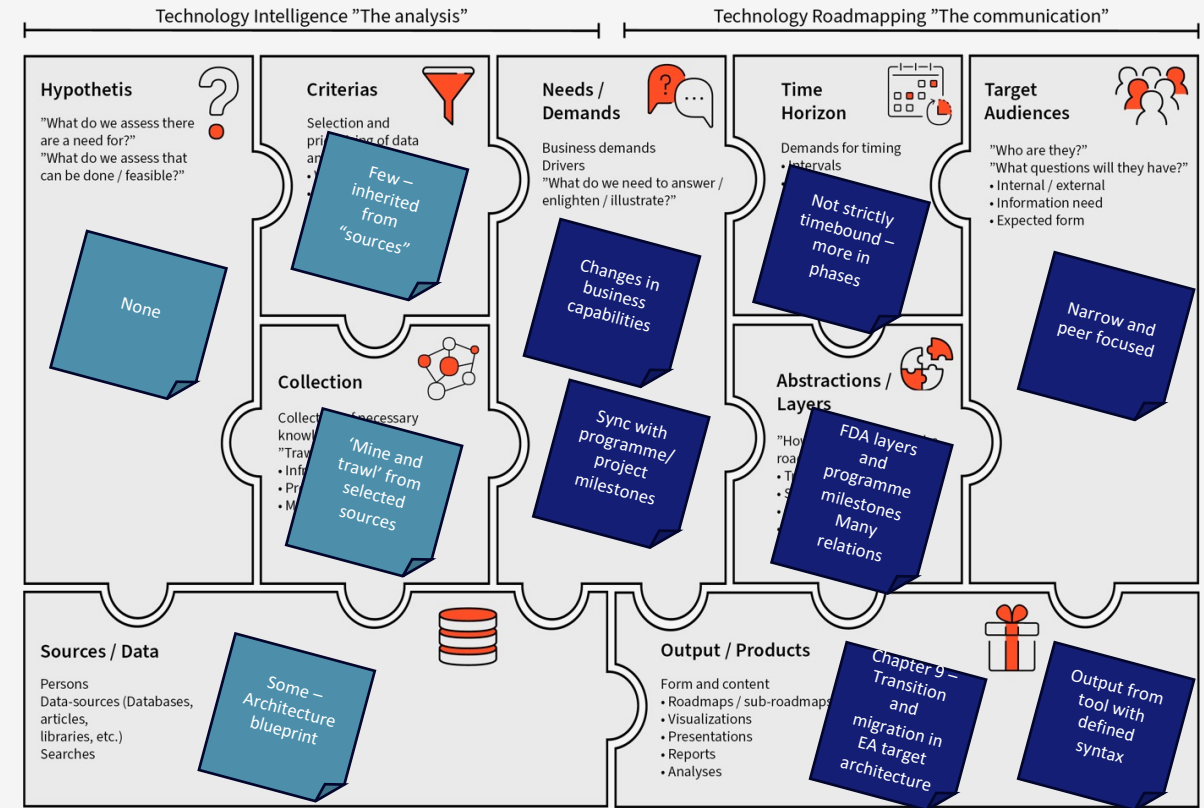 Technology Intelligence ”The analysis”
Technology Roadmapping ”The communication”
Hypothetis
”What do we assess there
are a need for?”
”What do we assess that
can be done / feasible?”
None
Criterias
Selection and
of data
Few –
inherited
from
“sources”
Collection
necessary
‘Mine and
trawl’ from
selected
sources
Needs /
Demands
Business demands
Drivers
”What do we need to answer /
enlighten / illustrate?”
Changes in
business
capabilities
Sync with
programme/
project
milestones
Time
Horizon
Demands for timing
• Intervals
Not strictly
timebound –
more in
phases
Abstractions /
Layers
FDA layers
and
programme
milestones
Many
relations
Target
Audiences
”Who are they?”
”What questions will they have?”
• Internal / external
• Information need
• Expected form
Narrow and
peer focused
Sources / Data
Persons
Data-sources (Databases,
articles,
libraries, etc.)
Searches
Some –
Architecture
blueprint
Output / Products
Form and content
• Roadmaps / sub-roadmaps
• Visualizations
• Presentations
• Reports
• Analyses
Chapter 9 –
Transition
and
migration in
EA target
architecture
Output from
tool with
defined
syntax